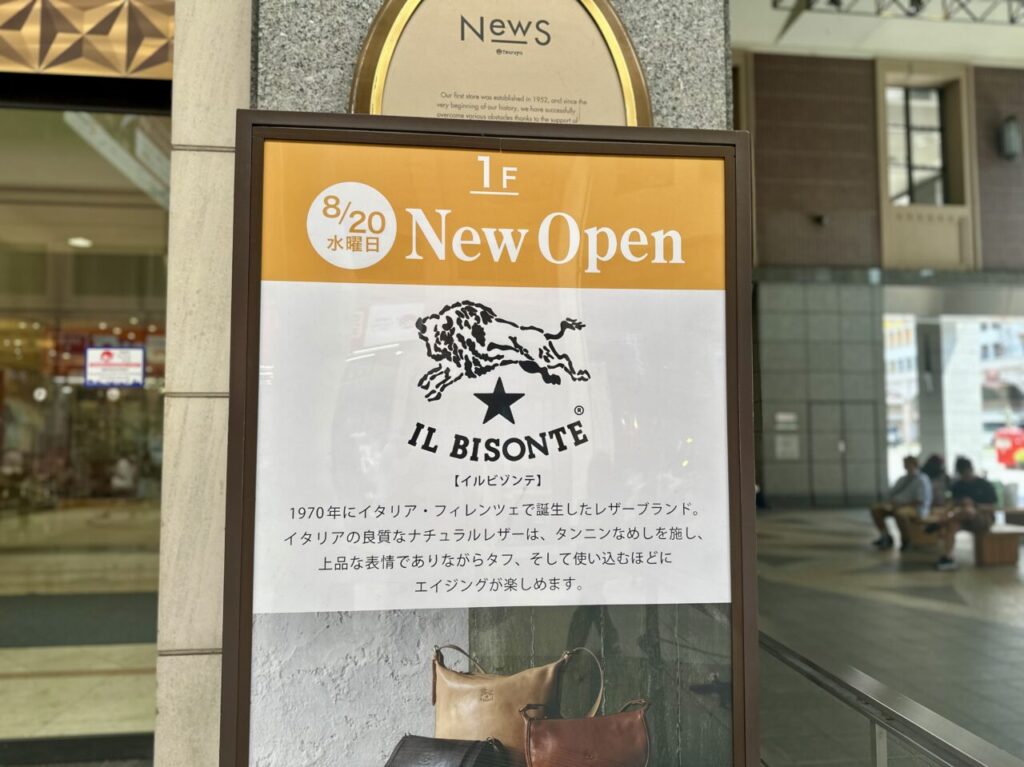 News
@tsuruya
Our first store was established in 1952, and since the
very beginning of our history, we have successfully
overcome various obstacles thanks to the support of
1F
8/20
水曜日
New Open
IL BISONTE®
【イルビゾンテ】
1970年にイタリア・フィレンツェで誕生したレザーブランド。
イタリアの良質なナチュラルレザーは、タンニンなめしを施し、
上品な表情でありながらタフ、そして使い込むほどに
エイジングが楽しめます。